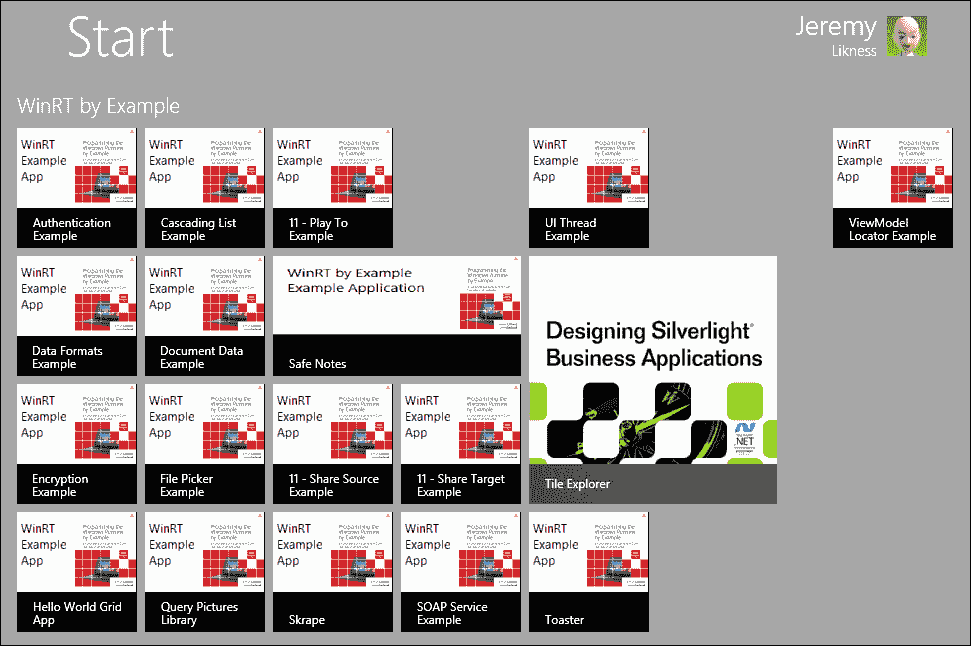 Start
Jeremy
Likness
WinRT by Example
WinRT
Example
App
Authentication
Example
WinRT
Example
App
Cascading List
Example
WinRT
Example
App
11 - Play To
Example
WinRT
Example
App
UI Thread
Example
WinRT
Example
App
ViewModel
Locator Example
WinRT
Example
App
Data Formats
Example
WinRT
Example
App
Document Data
Example
WinRT by Example
Example Application
Safe Notes
Designing Silverlight®
Business Applications
.NET
Tile Explorer
WinRT
Example
App
Encryption
Example
WinRT
Example
App
File Picker
Example
WinRT
Example
App
11 - Share Source
Example
WinRT
Example
App
11 - Share Target
Example
WinRT
Example
App
Hello World Grid
App
WinRT
Example
App
Query Pictures
Library
WinRT
Example
App
Skrape
WinRT
Example
App
SOAP Service
Example
WinRT
Example
App
Toaster